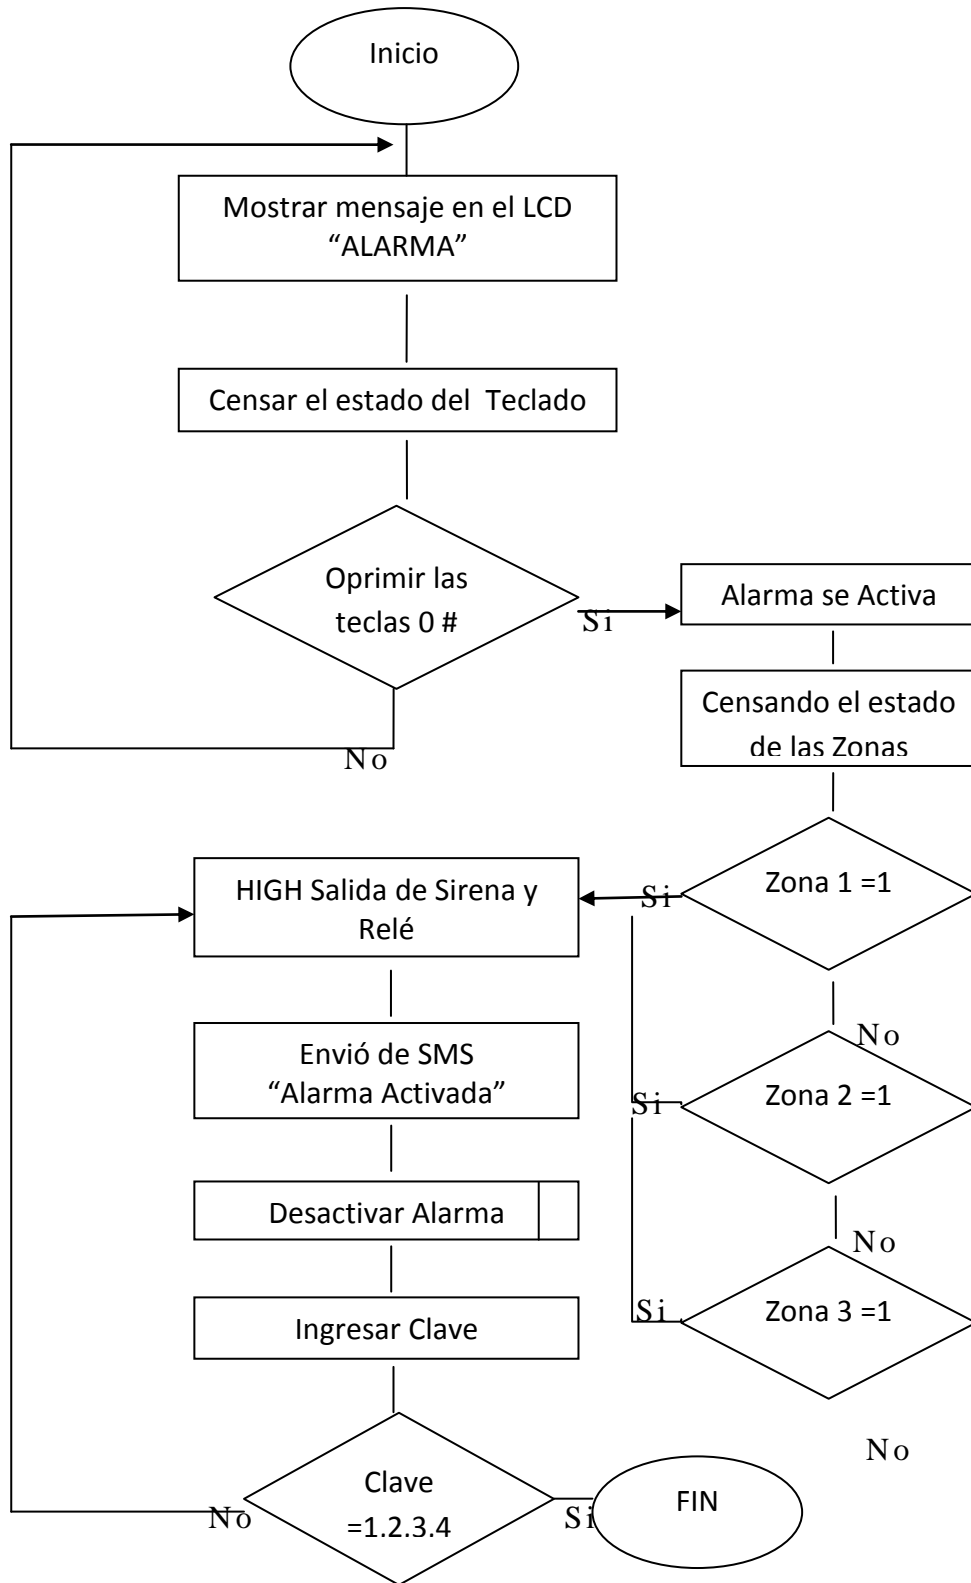 Inicio
Mostrar mensaje en el LCD
“ALARMA”
Censar el estado del Teclado
Oprimir las
teclas 0 #
Si
No
Alarma se Activa
Censando el estado
de las Zonas
Zona 1 =1
Si
No
Zona 2 =1
Si
No
Zona 3 =1
Si
No
HIGH Salida de Sirena y
Relé
Envió de SMS
“Alarma Activada”
Desactivar Alarma
Ingresar Clave
Clave
=1.2.3.4
No
Si
FIN